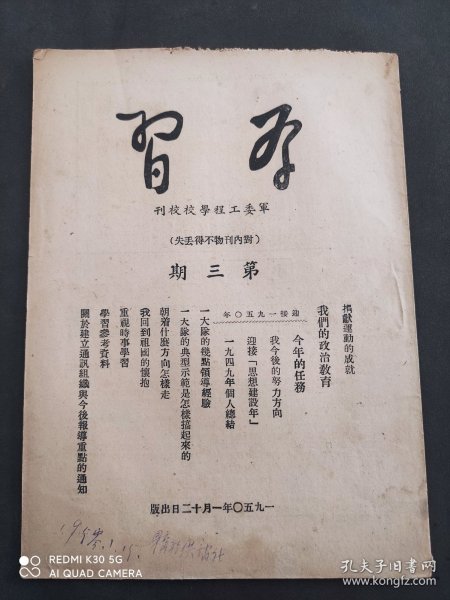 學習
軍委工程學校校刊
(對內刊物不得丟失)
第三期
捐獻運動的成就
我們的政治教育
迎接一九五〇年
今年的任務
我今後的努力方向
迎接「思想建設年」
一九四九年個人總結
一大隊的幾點領導經驗
一大隊的典型示範是怎樣搞起來的
朝着什麼方向怎樣走
我回到祖國的懷抱
重視時事學習
學習參考資料
關於建立通訊組織與今後報導重點的通知
一九五〇年一月十二日出版
REDMI K30 5G
AI QUAD CAMERA
孔夫子旧书网
www.kongfz.com